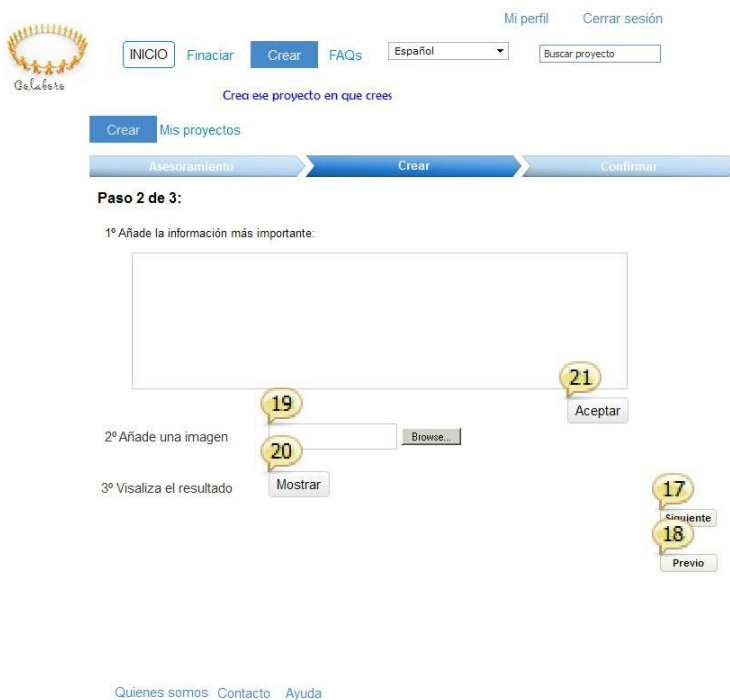 Mi perfil Cerrar sesión
INICIO Finaciar Crear FAQs Español Buscar proyecto
Colabora
Crea ese proyecto en que crees
Crear Mis proyectos
Asesoramiento Crear Confirmar
Paso 2 de 3:
1º Añade la información más importante:
21
Aceptar
19
2º Añade una imagen Browse...
20
3º Visaliza el resultado Mostrar
17
Siguiente
18
Previo
Quienes somos Contacto Ayuda